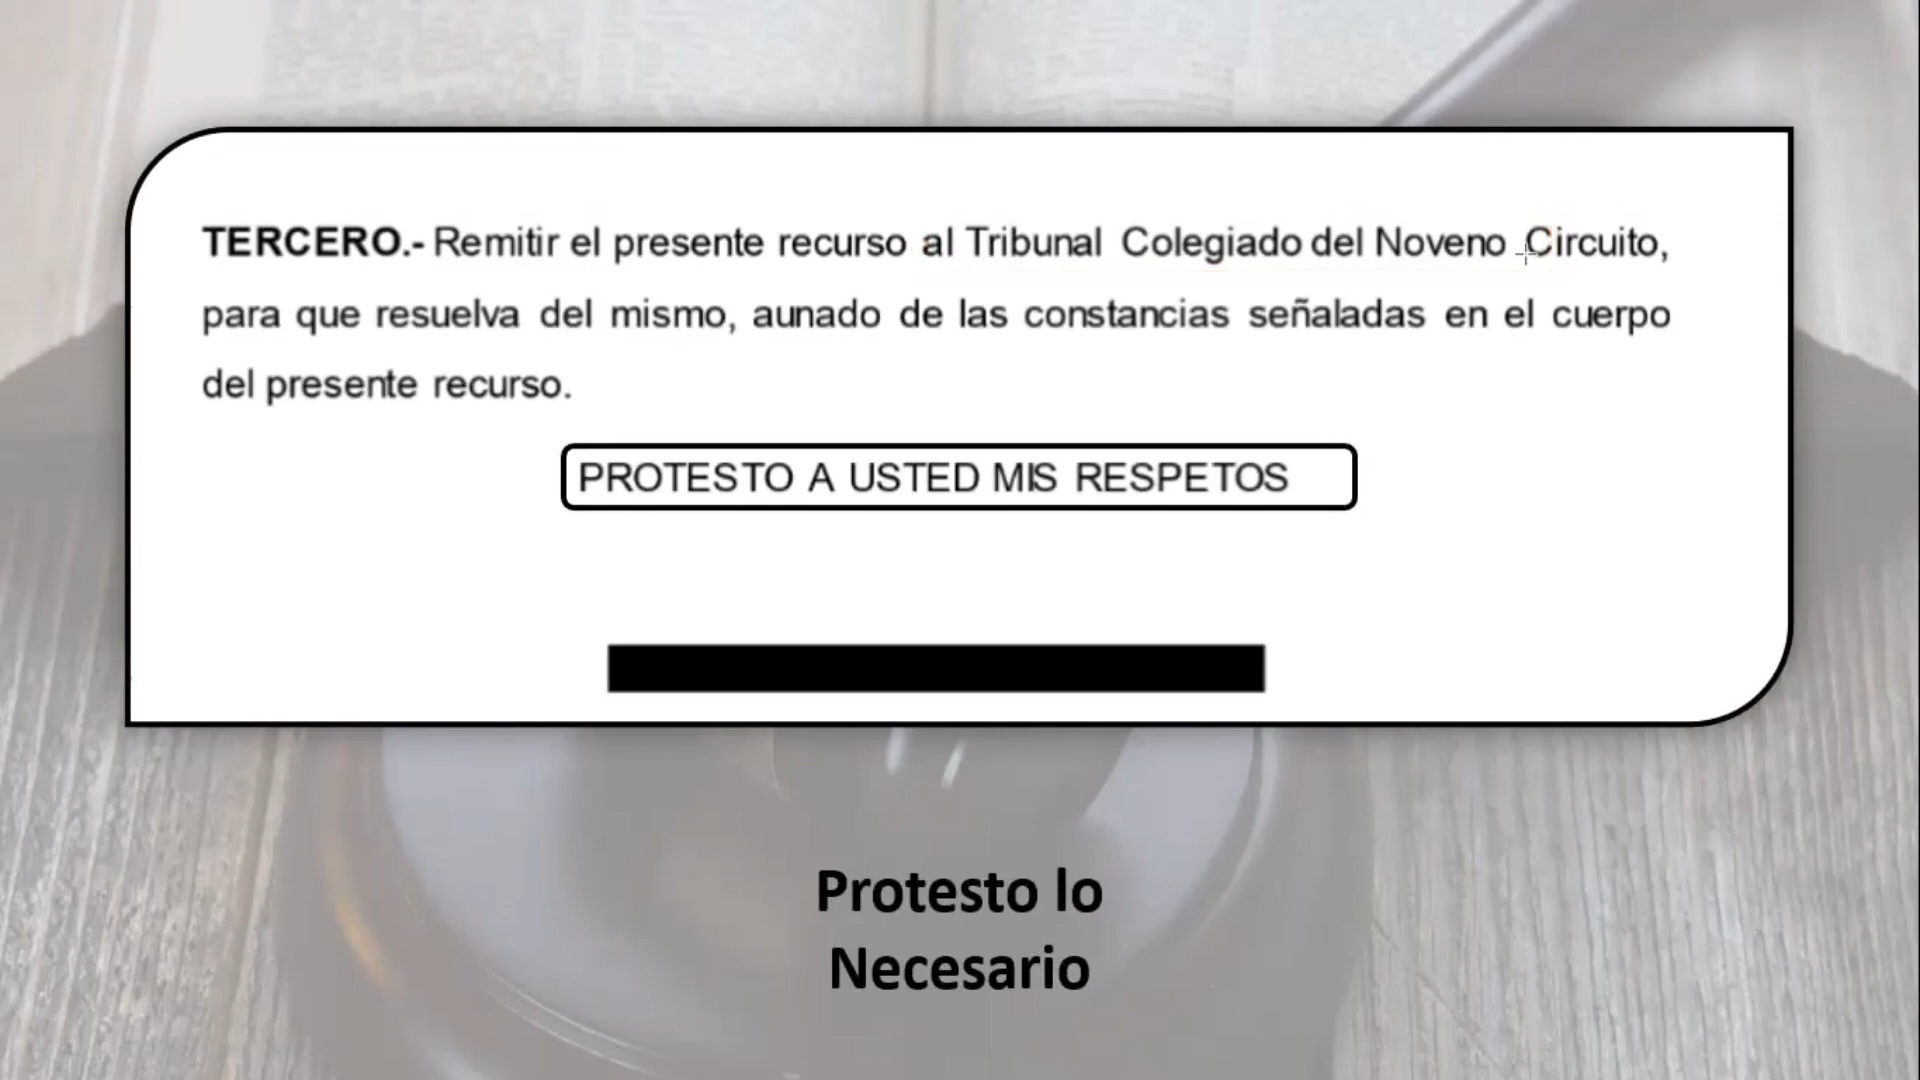 TERCERO.- Remitir el presente recurso al Tribunal Colegiado del Noveno Circuito,
para que resuelva del mismo, aunado de las constancias señaladas en el cuerpo
del presente recurso.
PROTESTO A USTED MIS RESPETOS
Protesto lo
Necesario